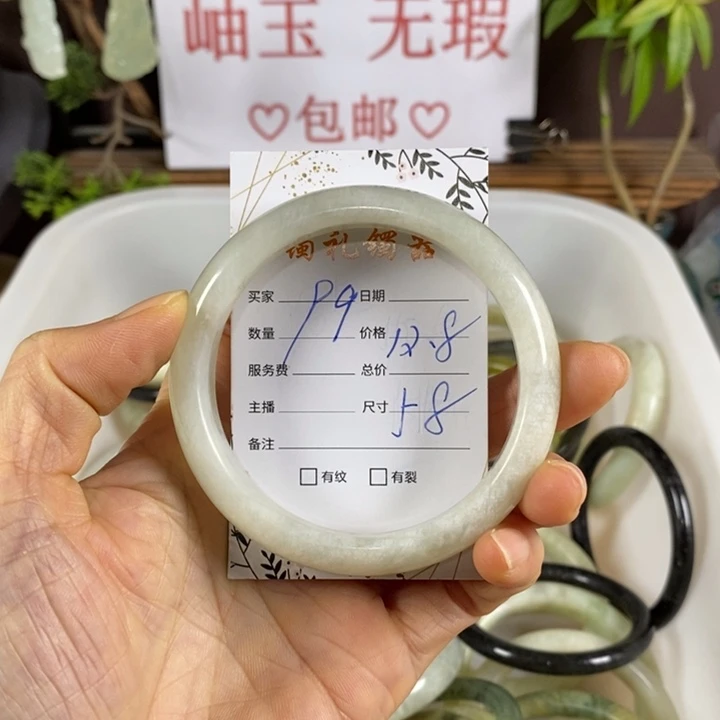 岫玉 无瑕
♡包邮♡
买家 99 日期
数量 价格 12.8
服务费 总价
主播 尺寸 58
备注
□有纹 □有裂